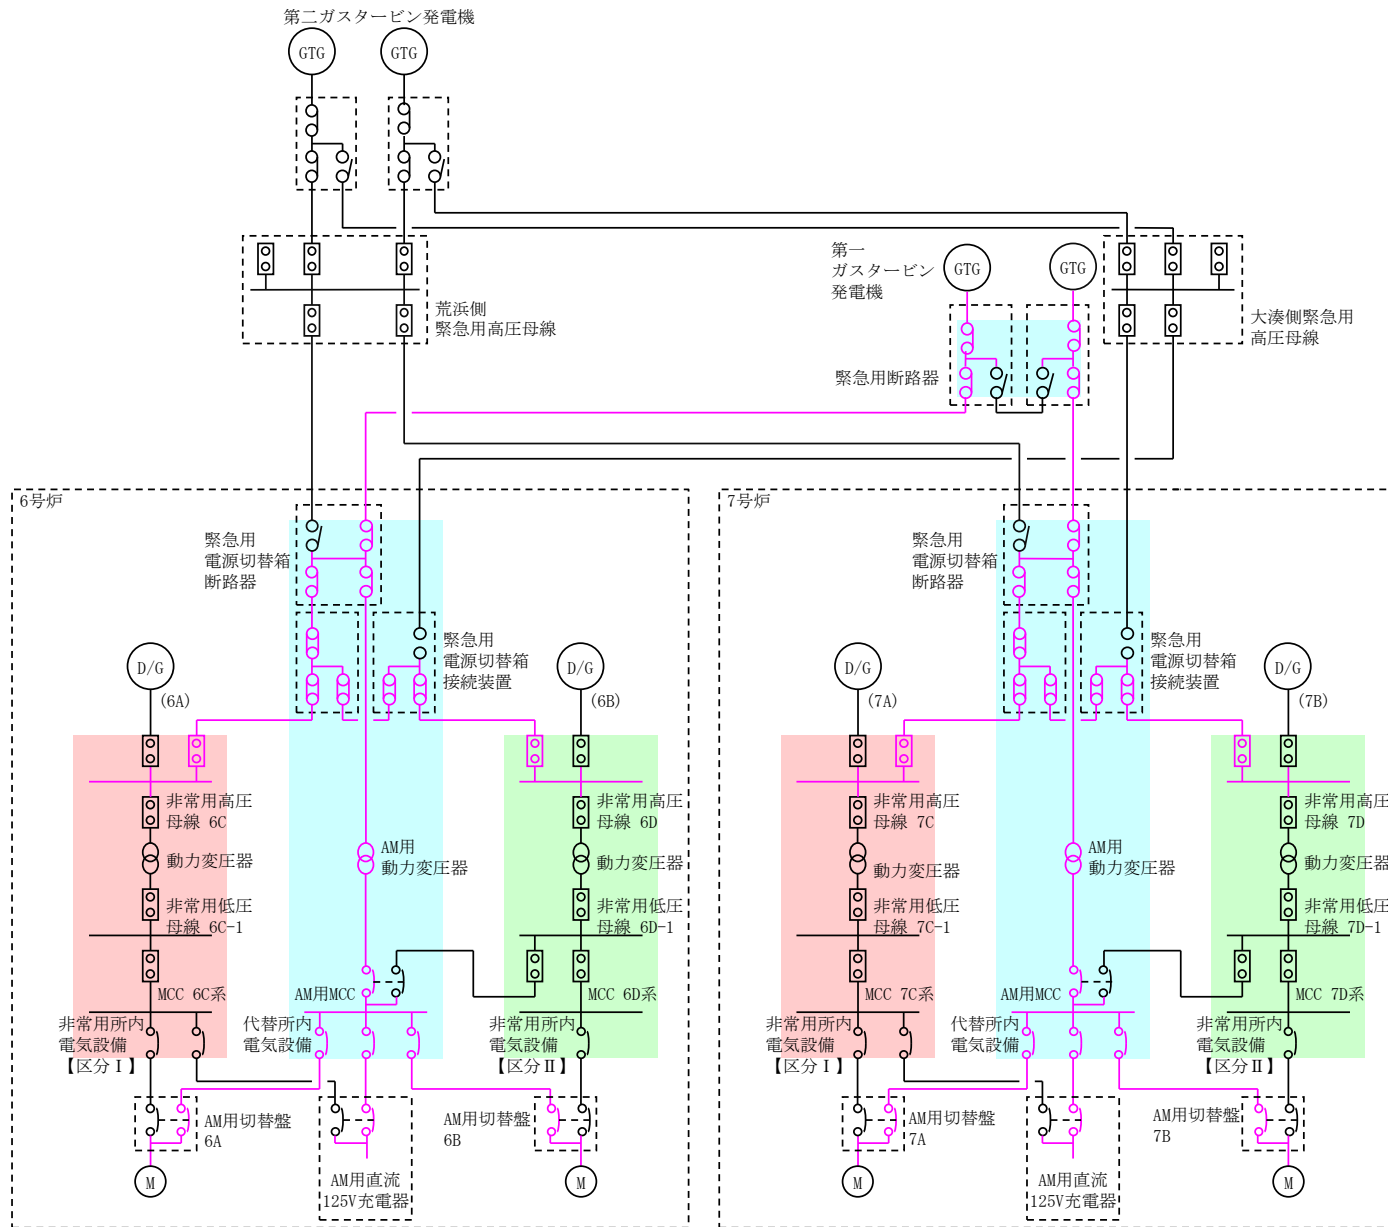 第二ガスタービン発電機
GTG
GTG
第一
ガスタービン
発電機
GTG
GTG
荒浜側
緊急用高圧母線
大湊側緊急用
高圧母線
緊急用断路器
6号炉
緊急用
電源切替箱
断路器
緊急用
電源切替箱
接続装置
D/G
(6A)
D/G
(6B)
非常用高圧
母線 6C
非常用高圧
母線 6D
動力変圧器
AM用
動力変圧器
動力変圧器
非常用低圧
母線 6C-1
非常用低圧
母線 6D-1
MCC 6C系
AM用MCC
MCC 6D系
非常用所内
電気設備
【区分Ⅰ】
代替所内
電気設備
非常用所内
電気設備
【区分Ⅱ】
AM用切替盤
6A
AM用切替盤
6B
M
AM用直流
125V充電器
M
7号炉
緊急用
電源切替箱
断路器
緊急用
電源切替箱
接続装置
D/G
(7A)
D/G
(7B)
非常用高圧
母線 7C
非常用高圧
母線 7D
動力変圧器
AM用
動力変圧器
動力変圧器
非常用低圧
母線 7C-1
非常用低圧
母線 7D-1
MCC 7C系
AM用MCC
MCC 7D系
非常用所内
電気設備
【区分Ⅰ】
代替所内
電気設備
非常用所内
電気設備
【区分Ⅱ】
AM用切替盤
7A
AM用切替盤
7B
M
AM用直流
125V充電器
M